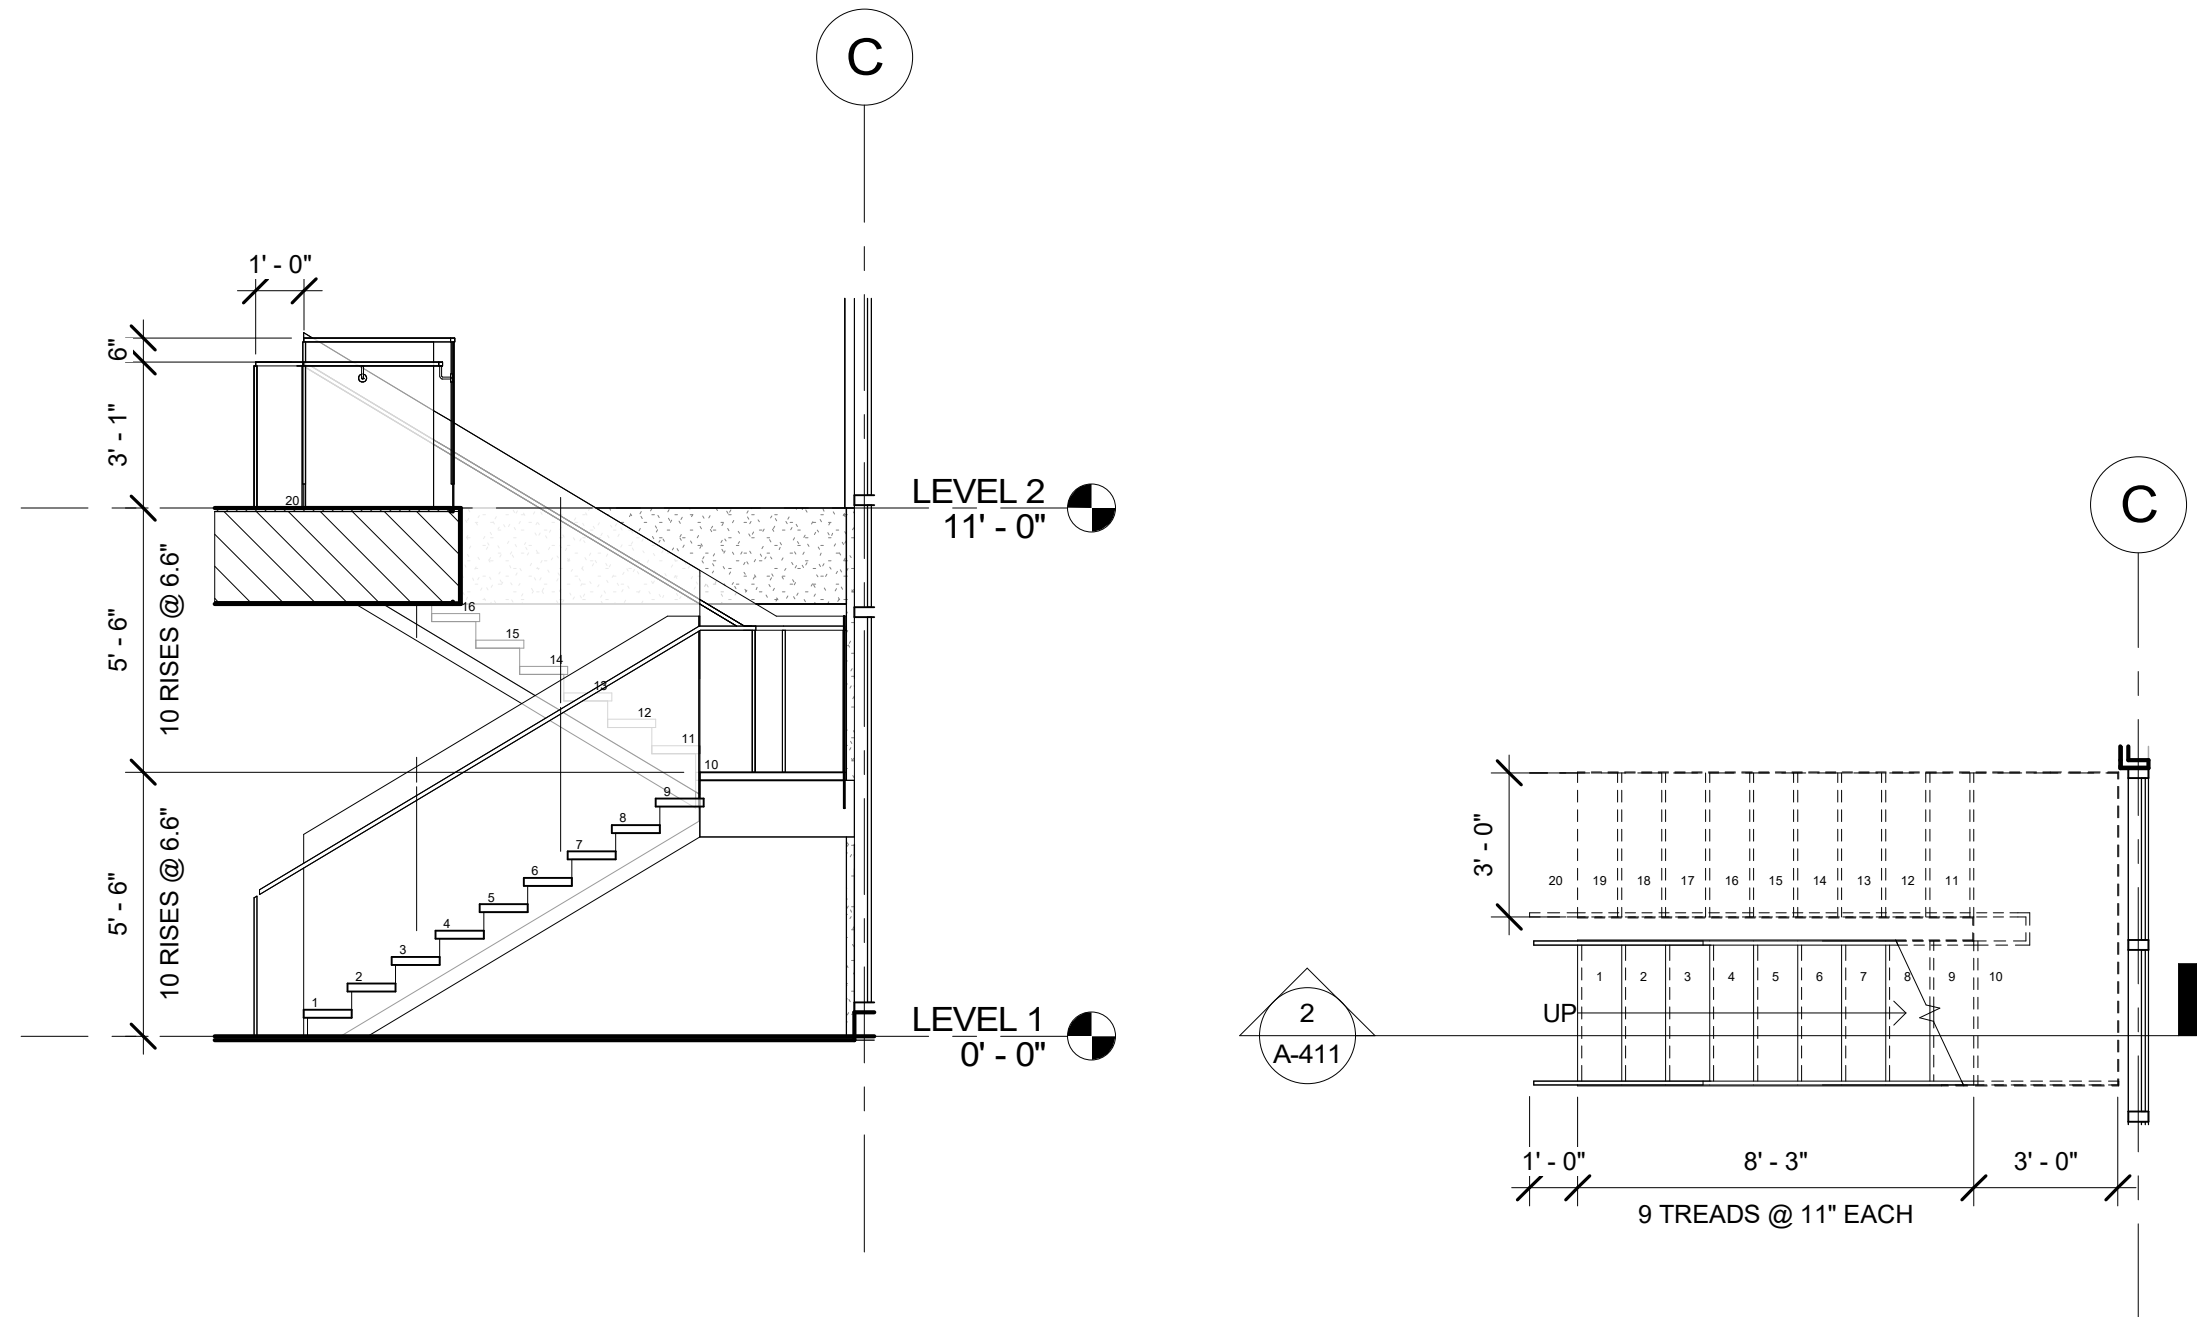 C
1' - 0"
6"
3' - 1"
5' - 6"
10 RISES @ 6.6"
5' - 6"
10 RISES @ 6.6"
20
16
15
14
13
12
11
10
9
8
7
6
5
4
3
2
1
LEVEL 2
11' - 0"
LEVEL 1
0' - 0"
C
3' - 0"
20 19 18 17 16 15 14 13 12 11
1 2 3 4 5 6 7 8 9 10
UP
2
A-411
1' - 0" 8' - 3" 3' - 0"
9 TREADS @ 11" EACH